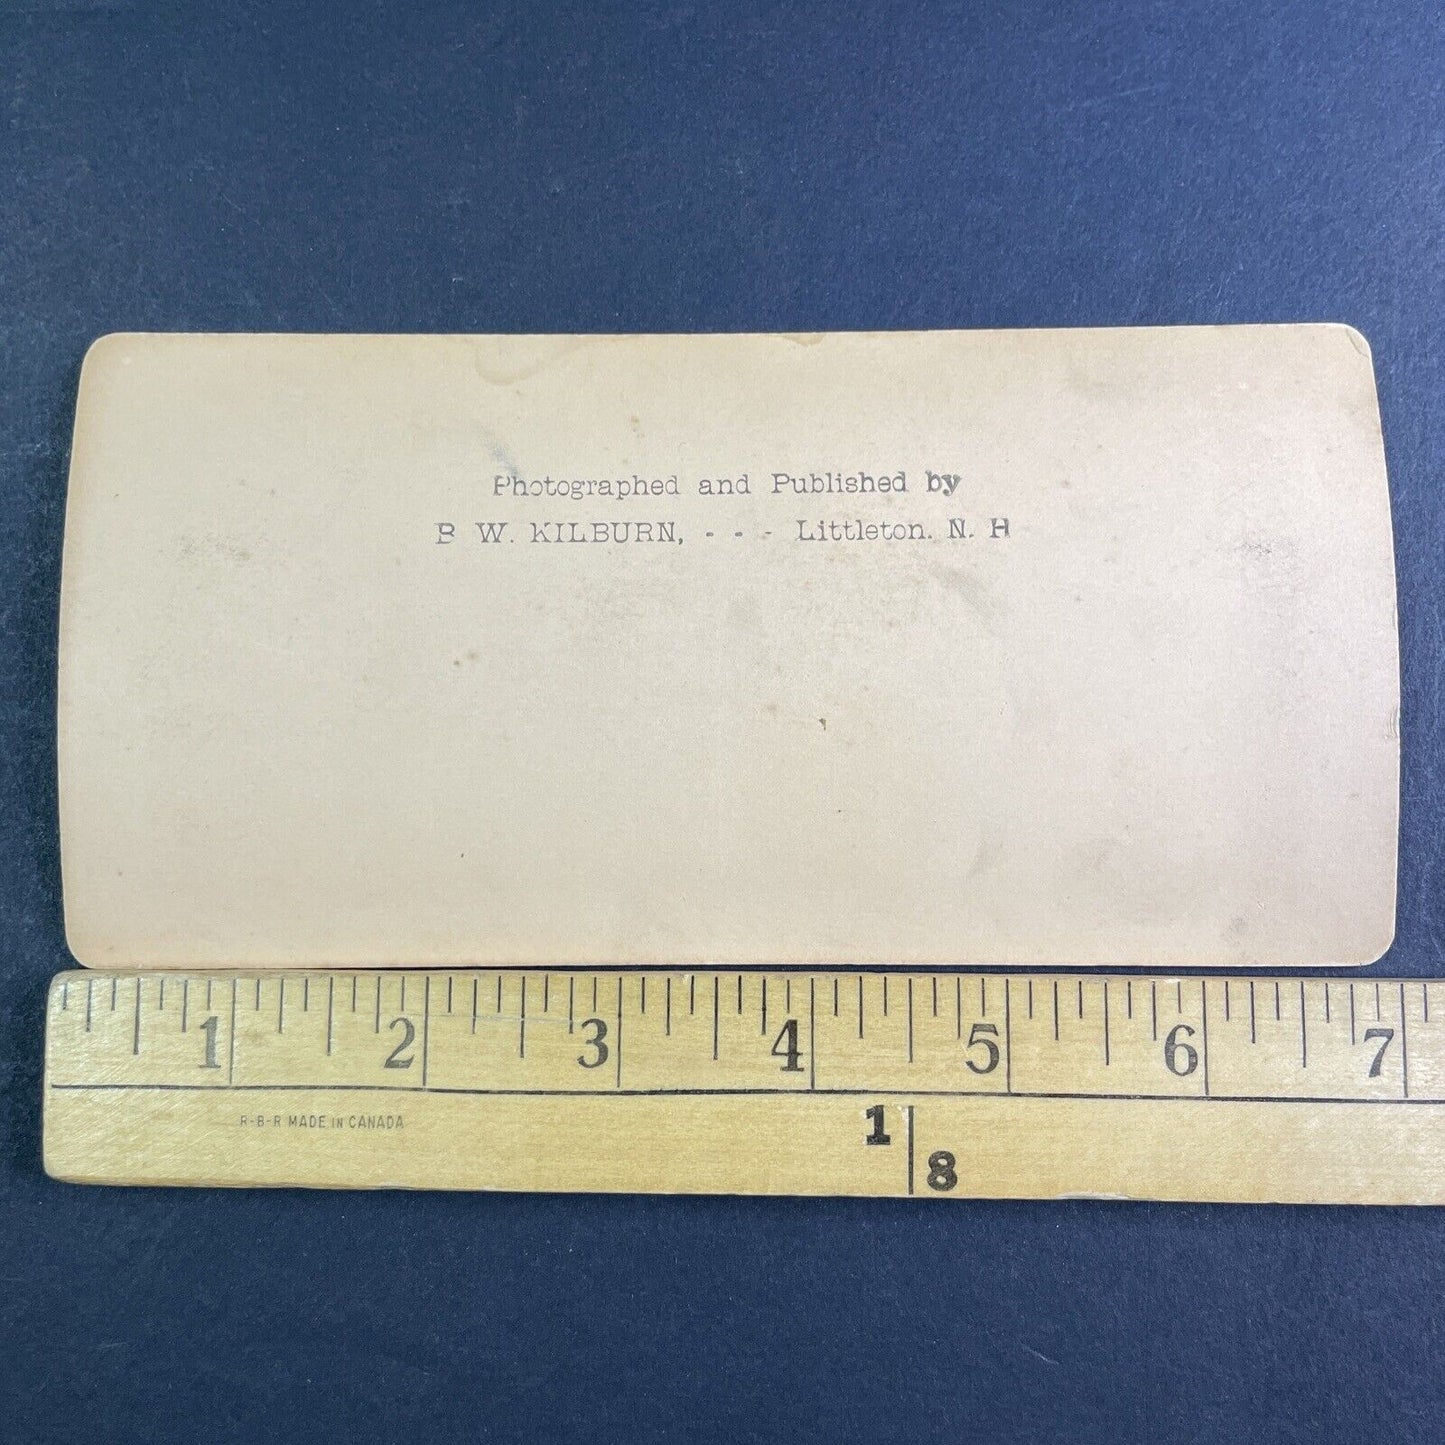 Photographed and Published by
B W. KILBURN, - - - Littleton. N. H
1 2 3 4 5 6 7
R-B-R MADE IN CANADA
1
8